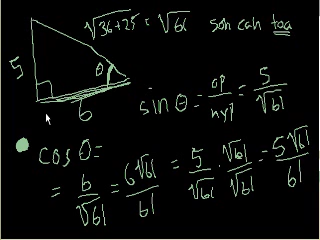 √36+25 = √61 soh cah toa
5
θ
6
sin θ = op/hyp = 5/√61
cos θ =
= 6/√61 = 6√61/61
= 5/√61 · √61/√61 = 5√61/61